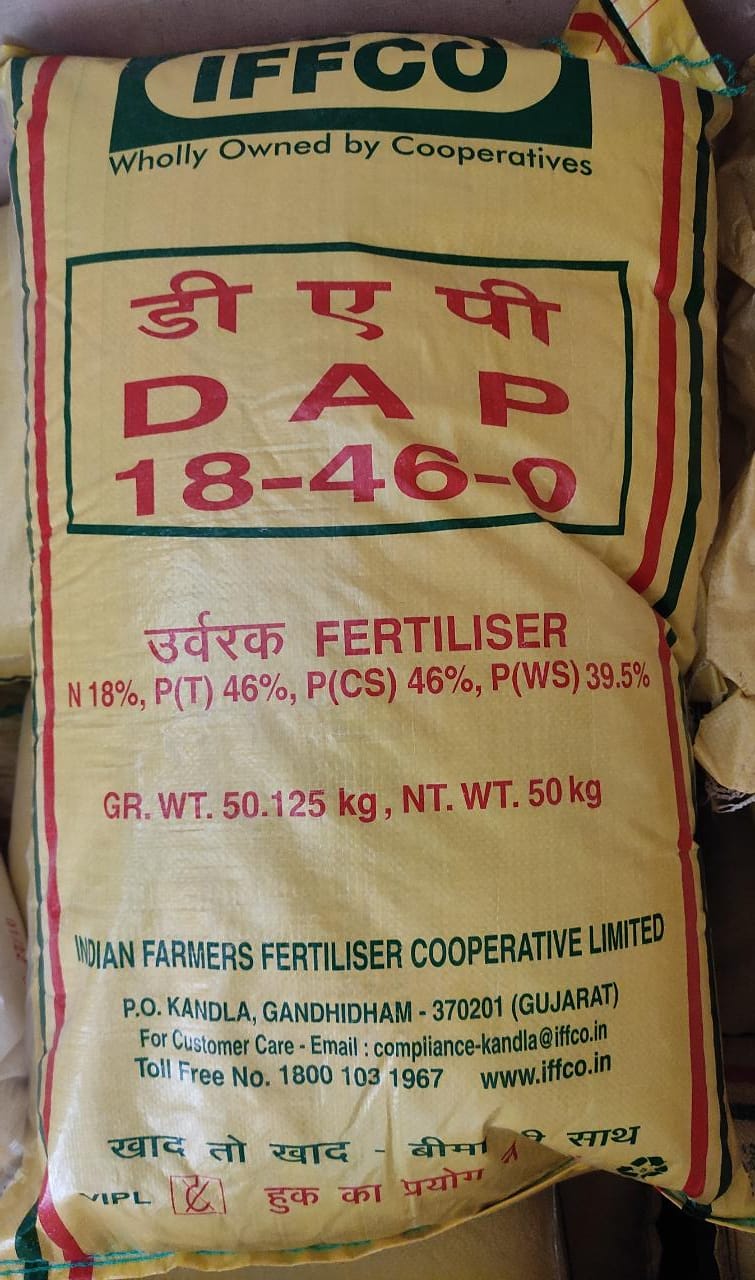 IFFCO
Wholly Owned by Cooperatives
डी ए पी
D A P
18-46-0
उर्वरक FERTILISER
N 18%, P(T) 46%, P(CS) 46%, P(WS) 39.5%
GR. WT. 50.125 kg, NT. WT. 50 kg
INDIAN FARMERS FERTILISER COOPERATIVE LIMITED
P.O. KANDLA, GANDHIDHAM - 370201 (GUJARAT)
For Customer Care - Email : compliance-kandla@iffco.in
Toll Free No. 1800 103 1967 www.iffco.in
खाद तो खाद - बीमा साथ
VIPL हुक का प्रयोग